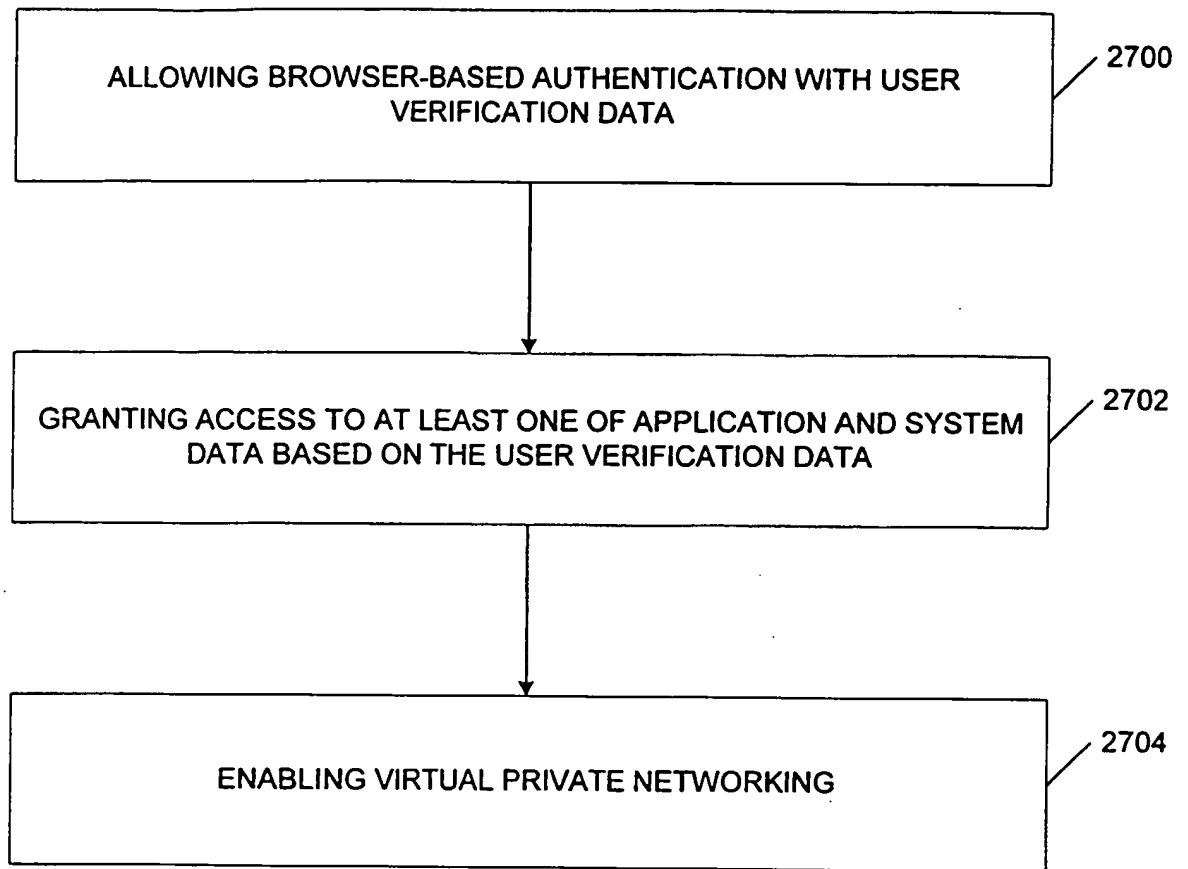 ALLOWING BROWSER-BASED AUTHENTICATION WITH USER
VERIFICATION DATA
2700
GRANTING ACCESS TO AT LEAST ONE OF APPLICATION AND SYSTEM
DATA BASED ON THE USER VERIFICATION DATA
2702
ENABLING VIRTUAL PRIVATE NETWORKING
2704